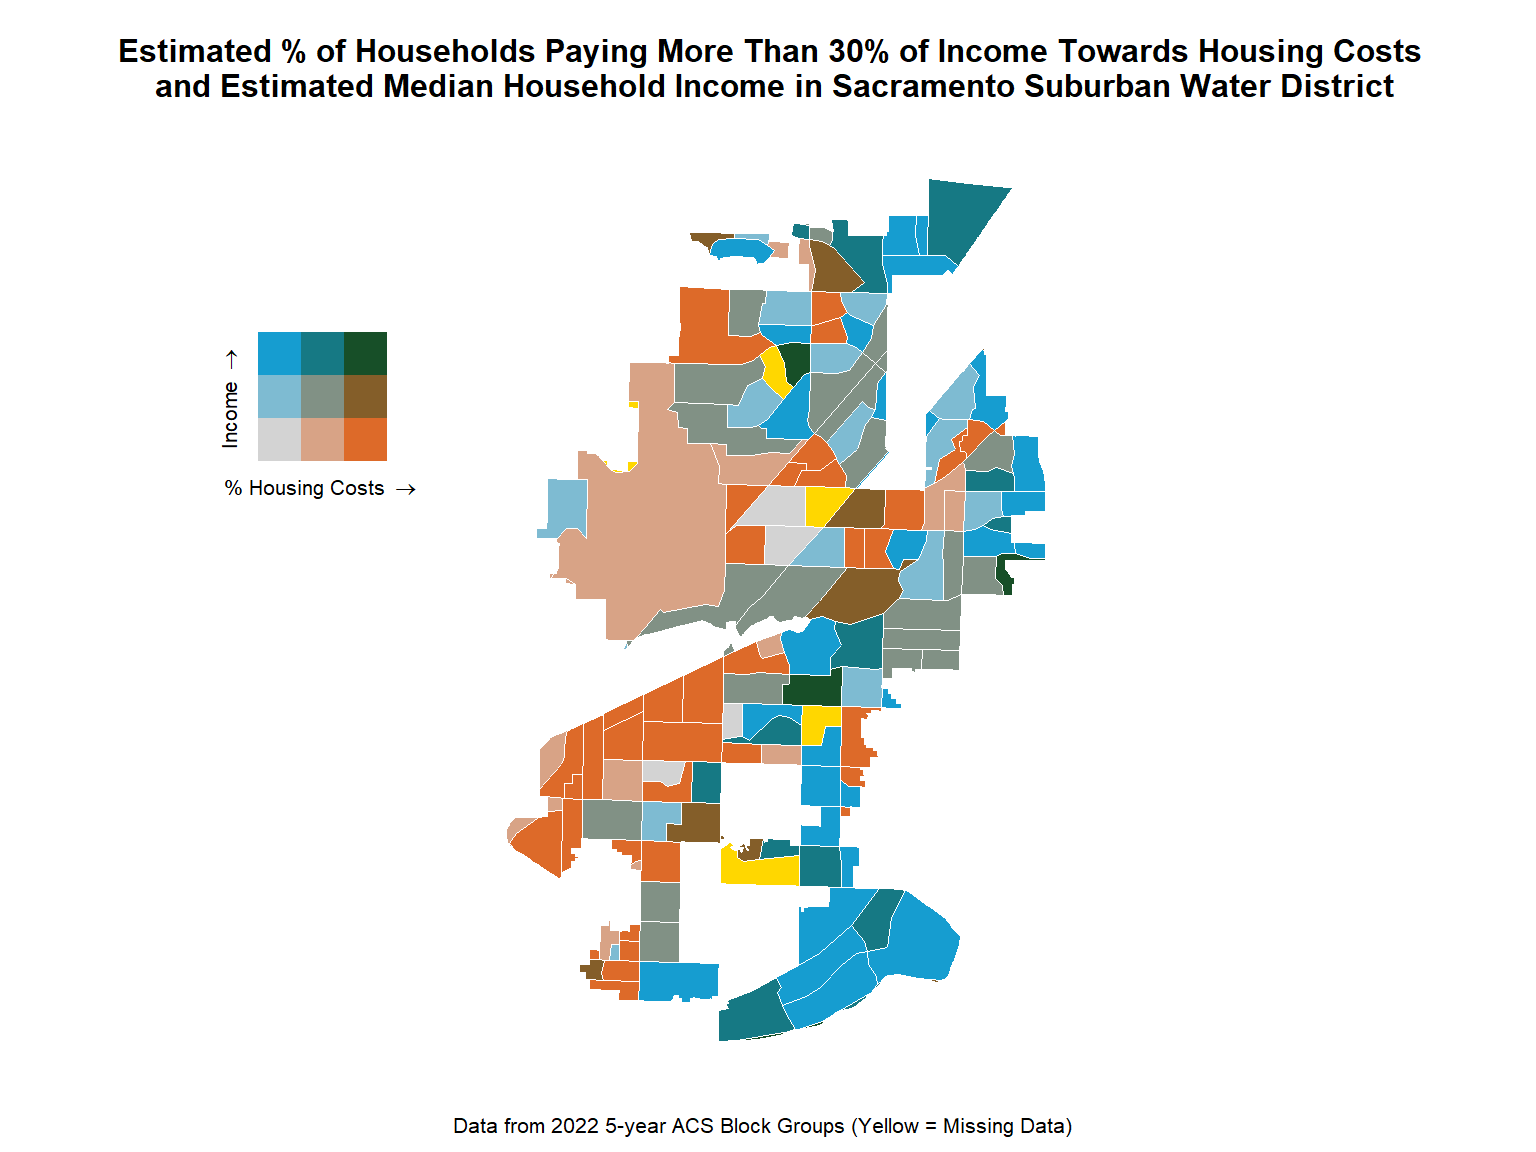 Estimated % of Households Paying More Than 30% of Income Towards Housing Costs
and Estimated Median Household Income in Sacramento Suburban Water District
Income →
% Housing Costs →
Data from 2022 5-year ACS Block Groups (Yellow = Missing Data)